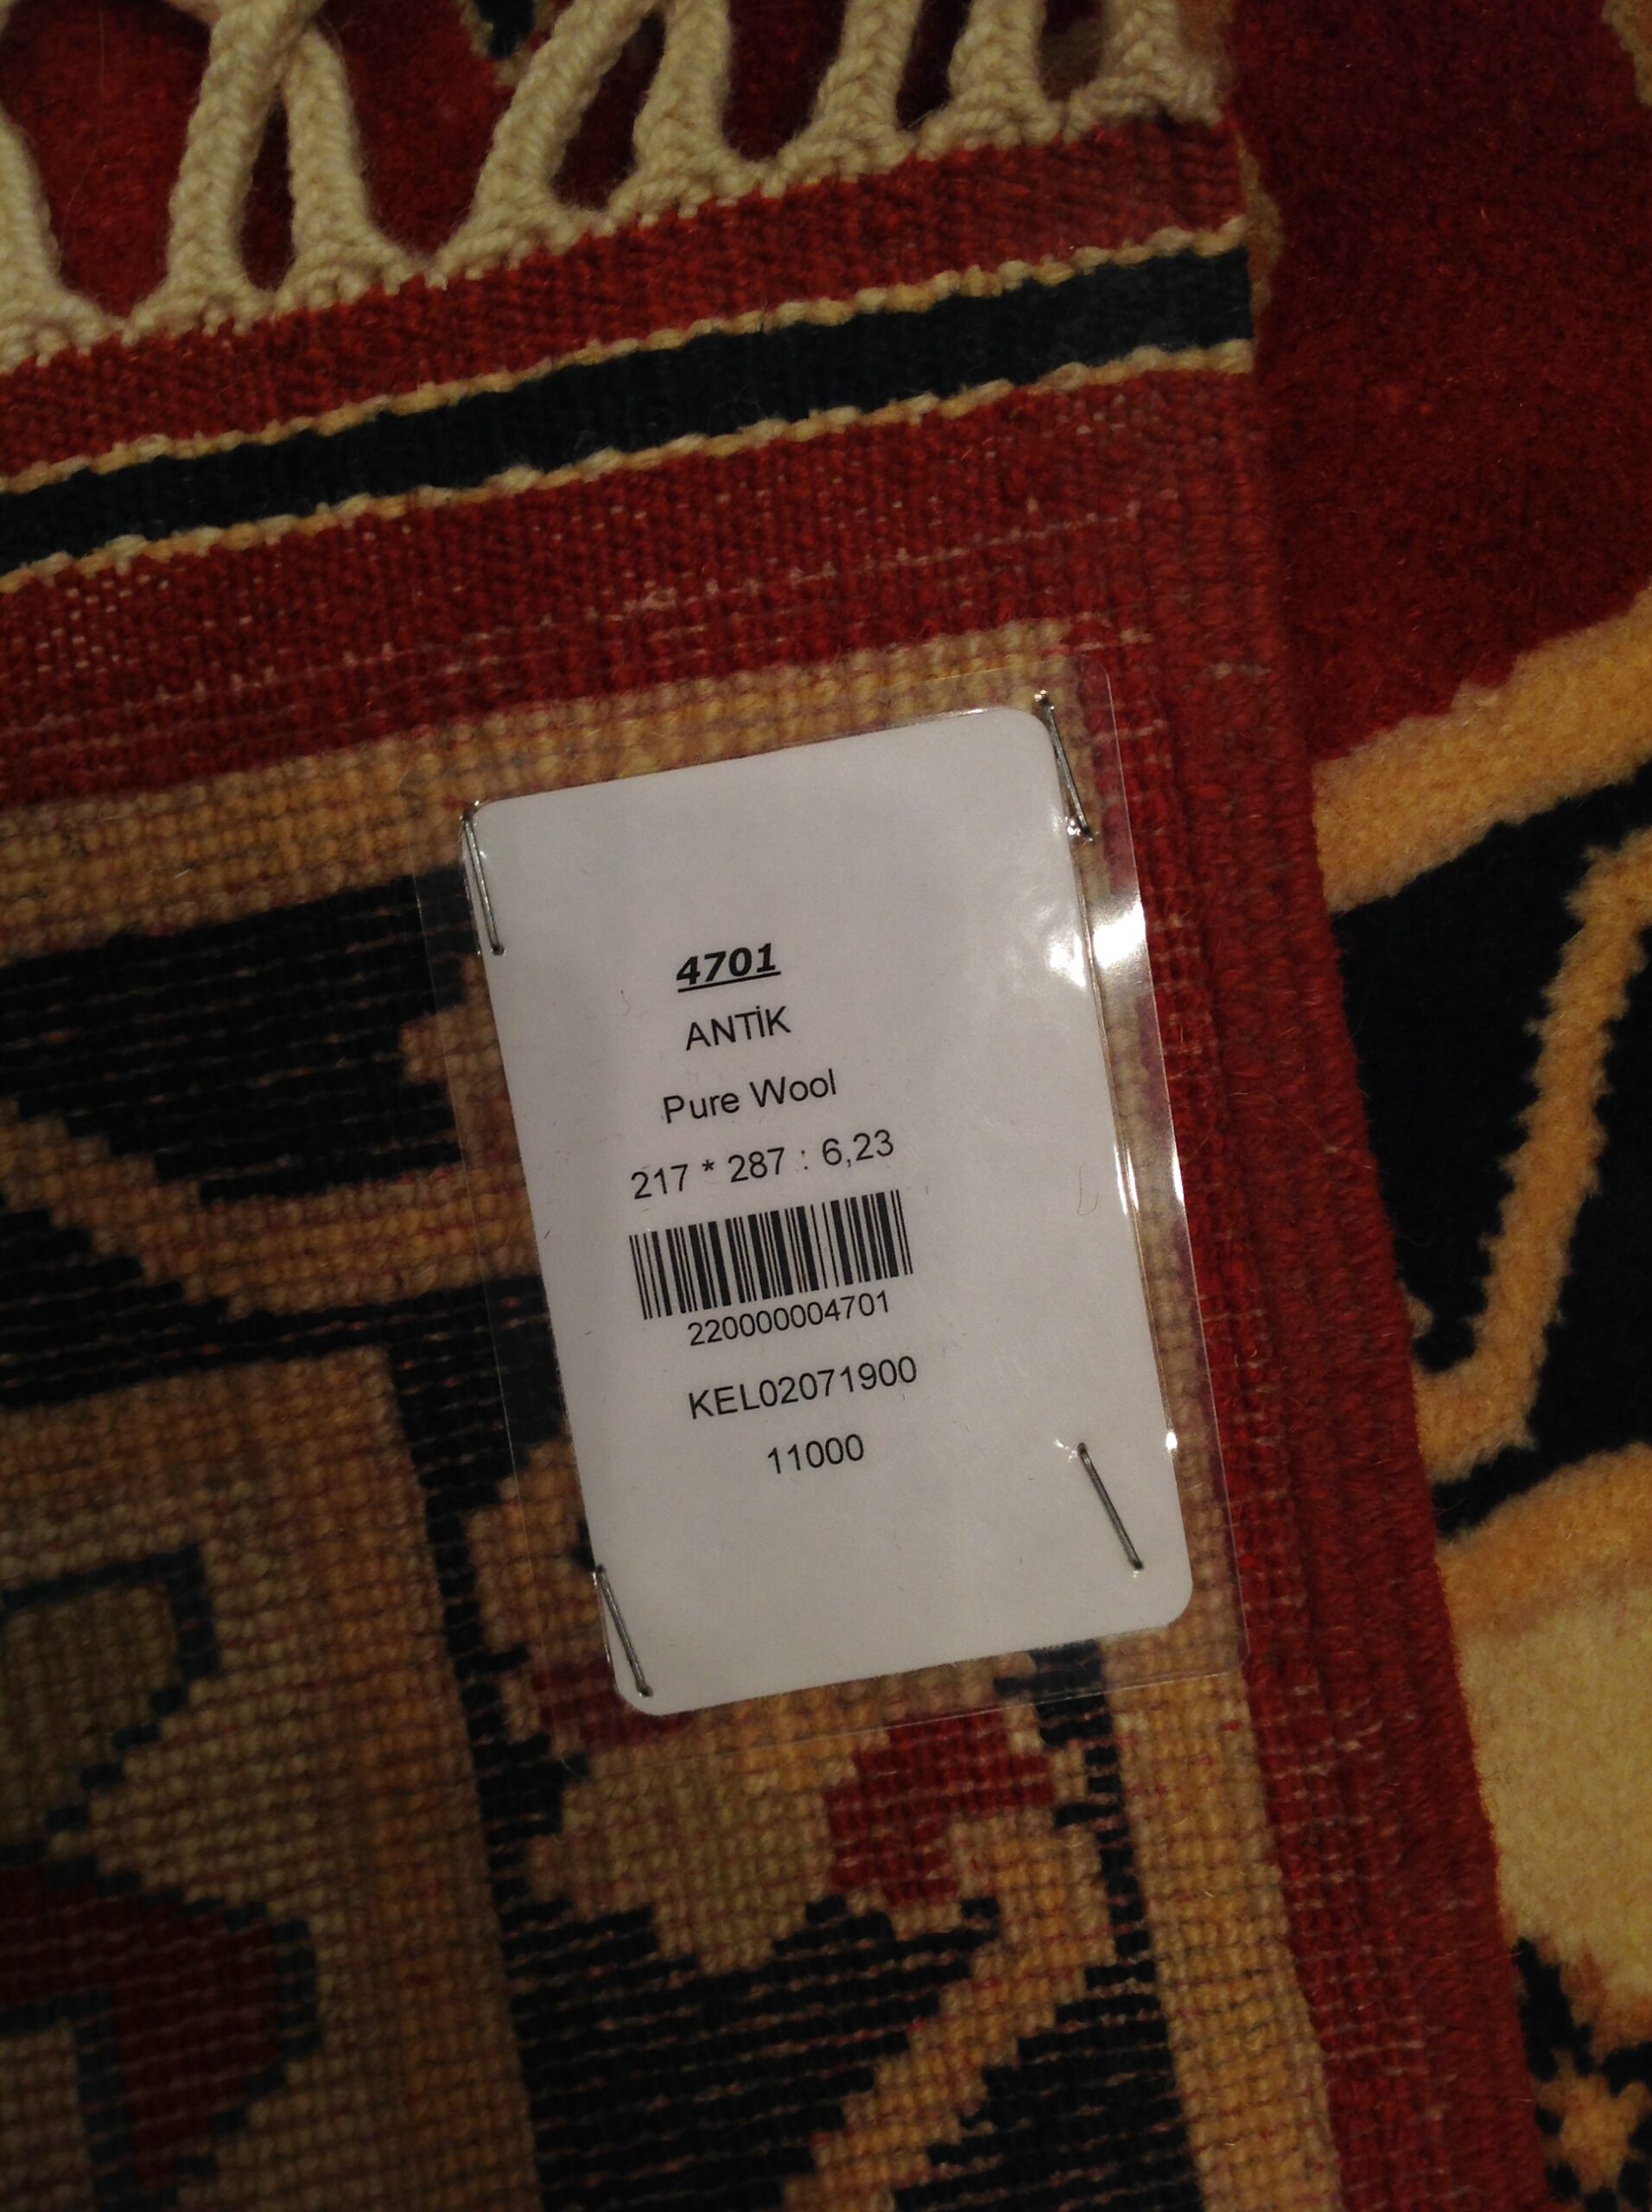 4701
ANTİK
Pure Wool
217 * 287 : 6,23
220000004701
KEL02071900
11000